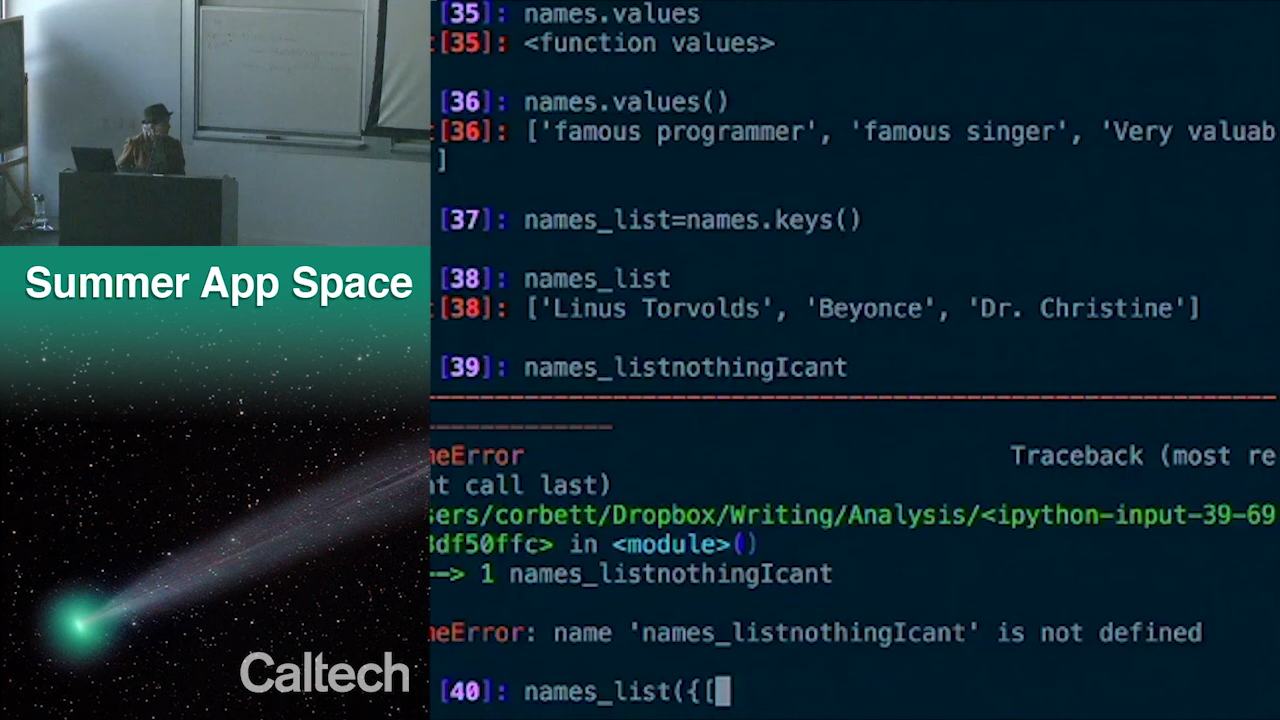 Summer App Space
Caltech
[35]: names.values
[35]: <function values>
[36]: names.values()
[36]: ['famous programmer', 'famous singer', 'Very valuab
]
[37]: names_list=names.keys()
[38]: names_list
[38]: ['Linus Torvolds', 'Beyonce', 'Dr. Christine']
[39]: names_listnothingIcant
meError Traceback (most re
nt call last)
sers/corbett/Dropbox/Writing/Analysis/<ipython-input-39-69
3df50ffc> in <module>()
--> 1 names_listnothingIcant
meError: name 'names_listnothingIcant' is not defined
[40]: names_list({[